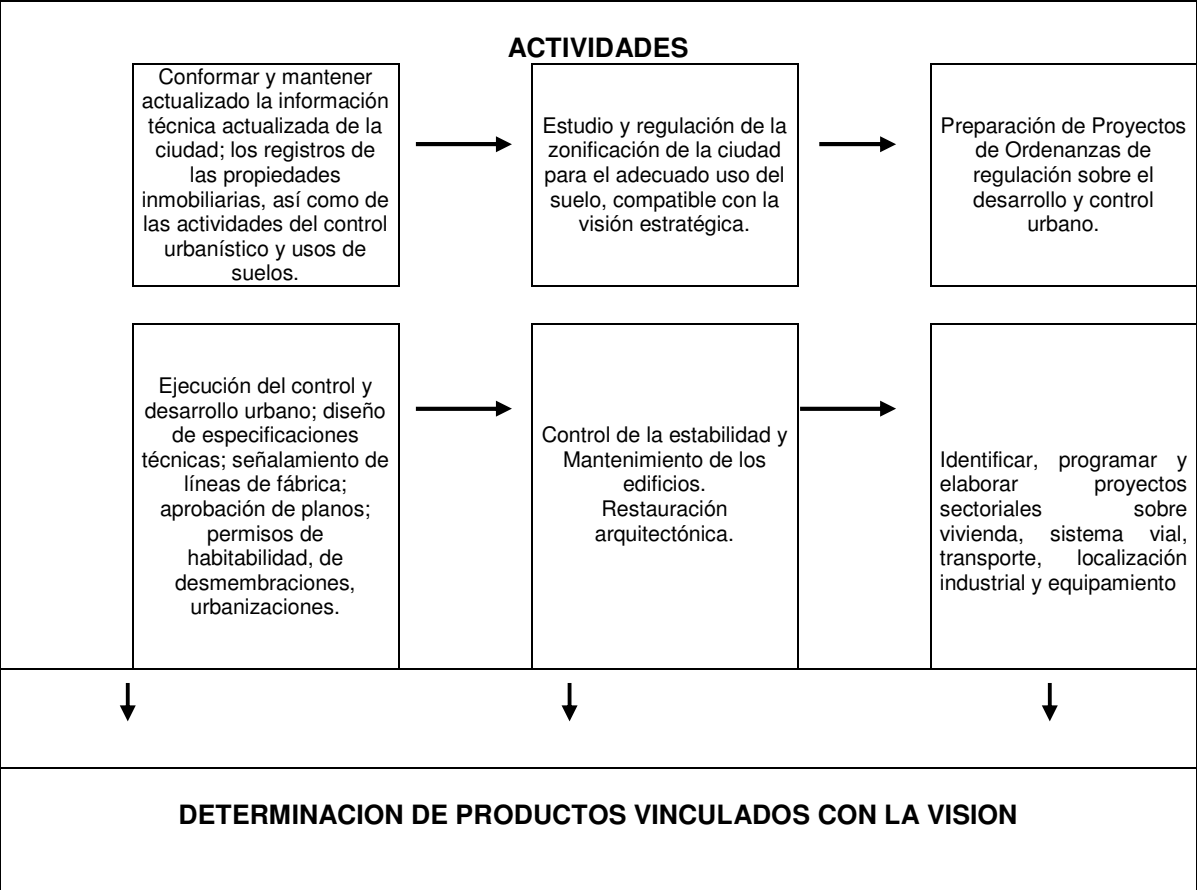 ACTIVIDADES
Conformar y mantener
actualizado la información
técnica actualizada de la
ciudad; los registros de
las propiedades
inmobiliarias, así como de
las actividades del control
urbanístico y usos de
suelos.
Estudio y regulación de la
zonificación de la ciudad
para el adecuado uso del
suelo, compatible con la
visión estratégica.
Preparación de Proyectos
de Ordenanzas de
regulación sobre el
desarrollo y control
urbano.
Ejecución del control y
desarrollo urbano; diseño
de especificaciones
técnicas; señalamiento de
líneas de fábrica;
aprobación de planos;
permisos de
habitabilidad, de
desmembraciones,
urbanizaciones.
Control de la estabilidad y
Mantenimiento de los
edificios.
Restauración
arquitectónica.
Identificar, programar y
elaborar proyectos
sectoriales sobre
vivienda, sistema vial,
transporte, localización
industrial y equipamiento
DETERMINACION DE PRODUCTOS VINCULADOS CON LA VISION